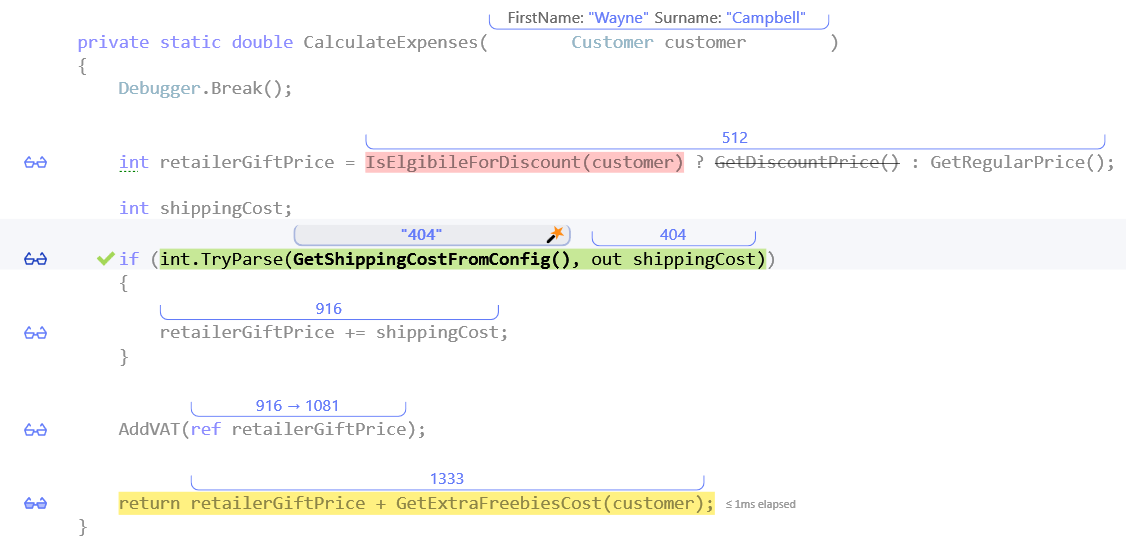 FirstName: "Wayne" Surname: "Campbell"
private static double CalculateExpenses( Customer customer )
{
Debugger.Break();
512
int retailerGiftPrice = IsElgibileForDiscount(customer) ? GetDiscountPrice() : GetRegularPrice();
int shippingCost;
"404" 404
if (int.TryParse(GetShippingCostFromConfig(), out shippingCost))
{
916
retailerGiftPrice += shippingCost;
}
916 → 1081
AddVAT(ref retailerGiftPrice);
1333
return retailerGiftPrice + GetExtraFreebiesCost(customer); ≤ 1ms elapsed
}